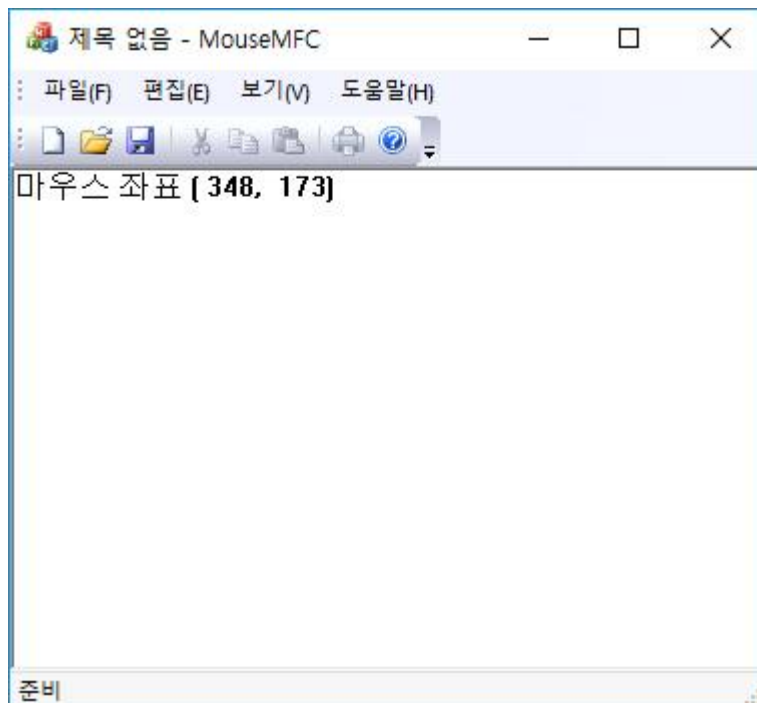 제목 없음 - MouseMFC
파일(F) 편집(E) 보기(V) 도움말(H)
마우스 좌표 ( 348, 173)
준비